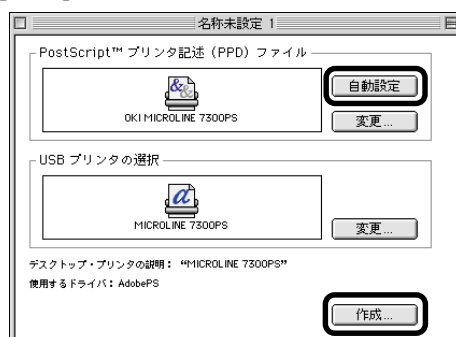 名称未設定 1
PostScript™ プリンタ記述（PPD）ファイル
自動設定
OKI MICROLINE 7300PS
変更...
USB プリンタの選択
MICROLINE 7300PS
変更...
デスクトップ・プリンタの説明： “MICROLINE 7300PS”
使用するドライバ： AdobePS
作成...